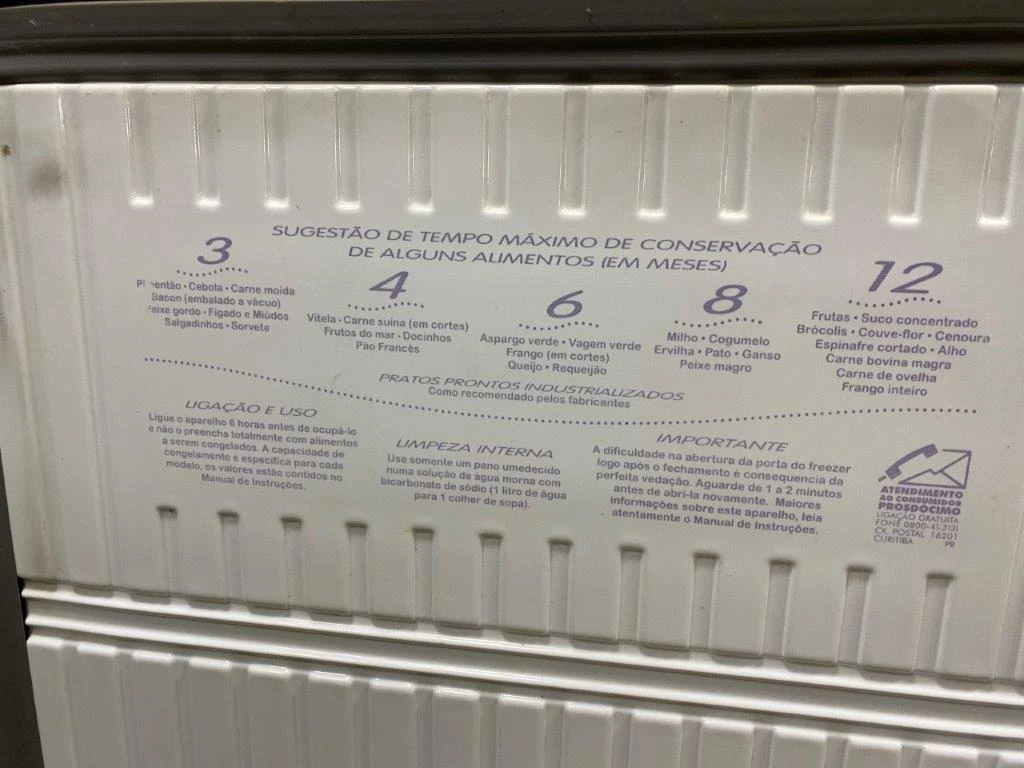 SUGESTÃO DE TEMPO MÁXIMO DE CONSERVAÇÃO
DE ALGUNS ALIMENTOS (EM MESES)
3
Cebola • Carne moida
Bacon (embalado a vácuo)
gordo • Fígado e Miúdos
Salgadinhos • Sorvete
4
Vitela • Carne suina (em cortes)
Frutos do mar • Docinhos
Pão Francês
6
Aspargo verde • Vagem verde
Frango (em cortes)
Queijo • Requeijão
8
Milho • Cogumelo
Ervilha • Pato • Ganso
Peixe magro
12
Frutas • Suco concentrado
Brócolis • Couve-flor • Cenoura
Espinafre cortado • Alho
Carne bovina magra
Carne de ovelha
Frango inteiro
PRATOS PRONTOS INDUSTRIALIZADOS
Como recomendado pelos fabricantes
LIGAÇÃO E USO
Ligue o aparelho 6 horas antes de ocupá-lo
e não o preencha totalmente com alimentos
a serem congelados. A capacidade de
congelamento é específica para cada
modelo, os valores estão contidos no
Manual de Instruções.
LIMPEZA INTERNA
Use somente um pano umedecido
numa solução de água morna com
bicarbonato de sódio (1 litro de água
para 1 colher de sopa).
IMPORTANTE
A dificuldade na abertura da porta do freezer
logo após o fechamento é consequencia da
perfeita vedação. Aguarde de 1 a 2 minutos
antes de abri-la novamente. Maiores
informações sobre este aparelho, leia
atentamente o Manual de Instruções.
ATENDIMENTO
AO CONSUMIDOR
PROSDÓCIMO
LIGAÇÃO GRATUITA
FONE 0800-41-3131
CX. POSTAL 16201
CURITIBA PR